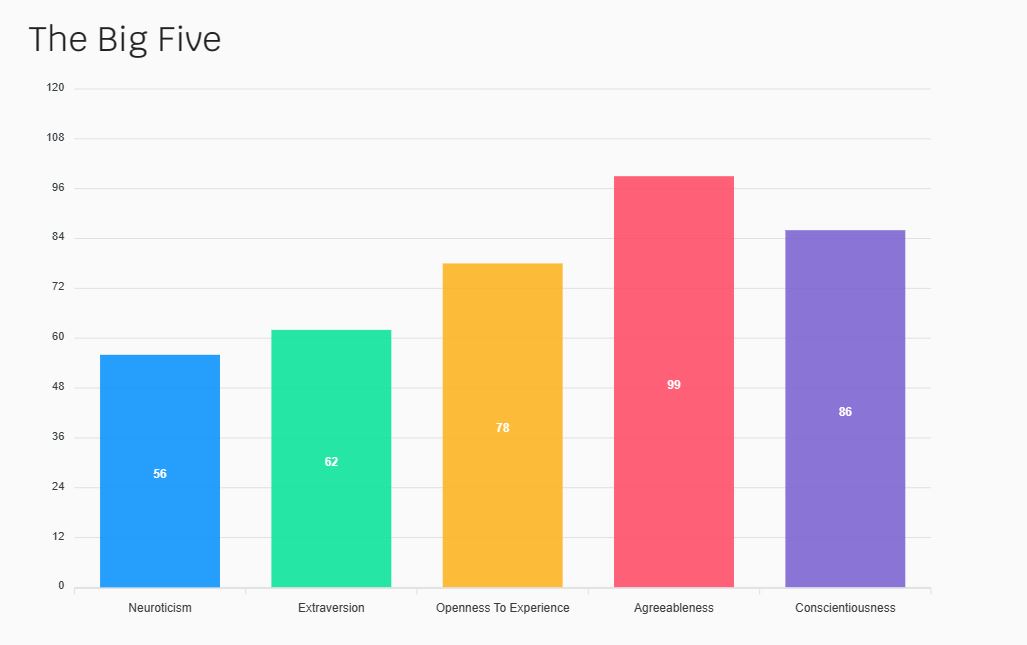 The Big Five
120
108
96
84
72
60
48
36
24
12
0
56
62
78
99
86
Neuroticism
Extraversion
Openness To Experience
Agreeableness
Conscientiousness